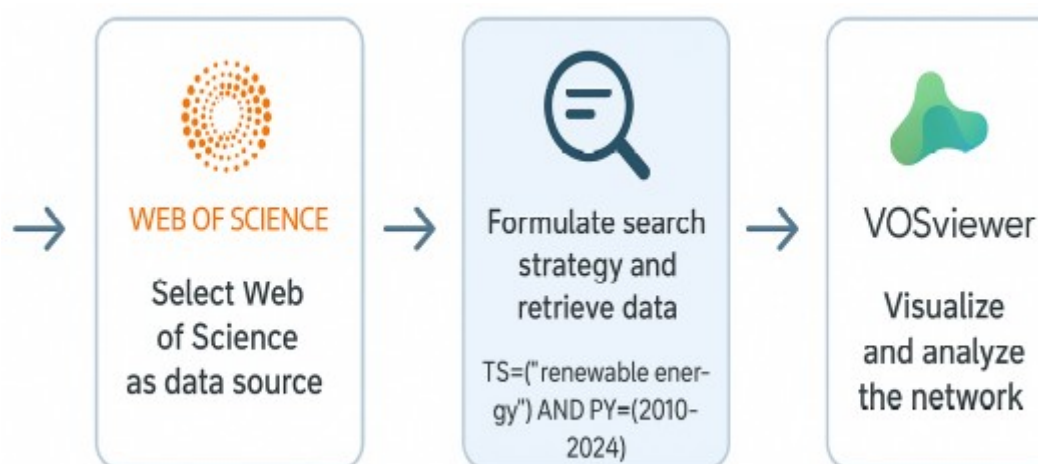 WEB OF SCIENCE
Select Web
of Science
as data source
Formulate search
strategy and
retrieve data
TS=("renewable ener-
gy") AND PY=(2010-
2024)
VOSviewer
Visualize
and analyze
the network